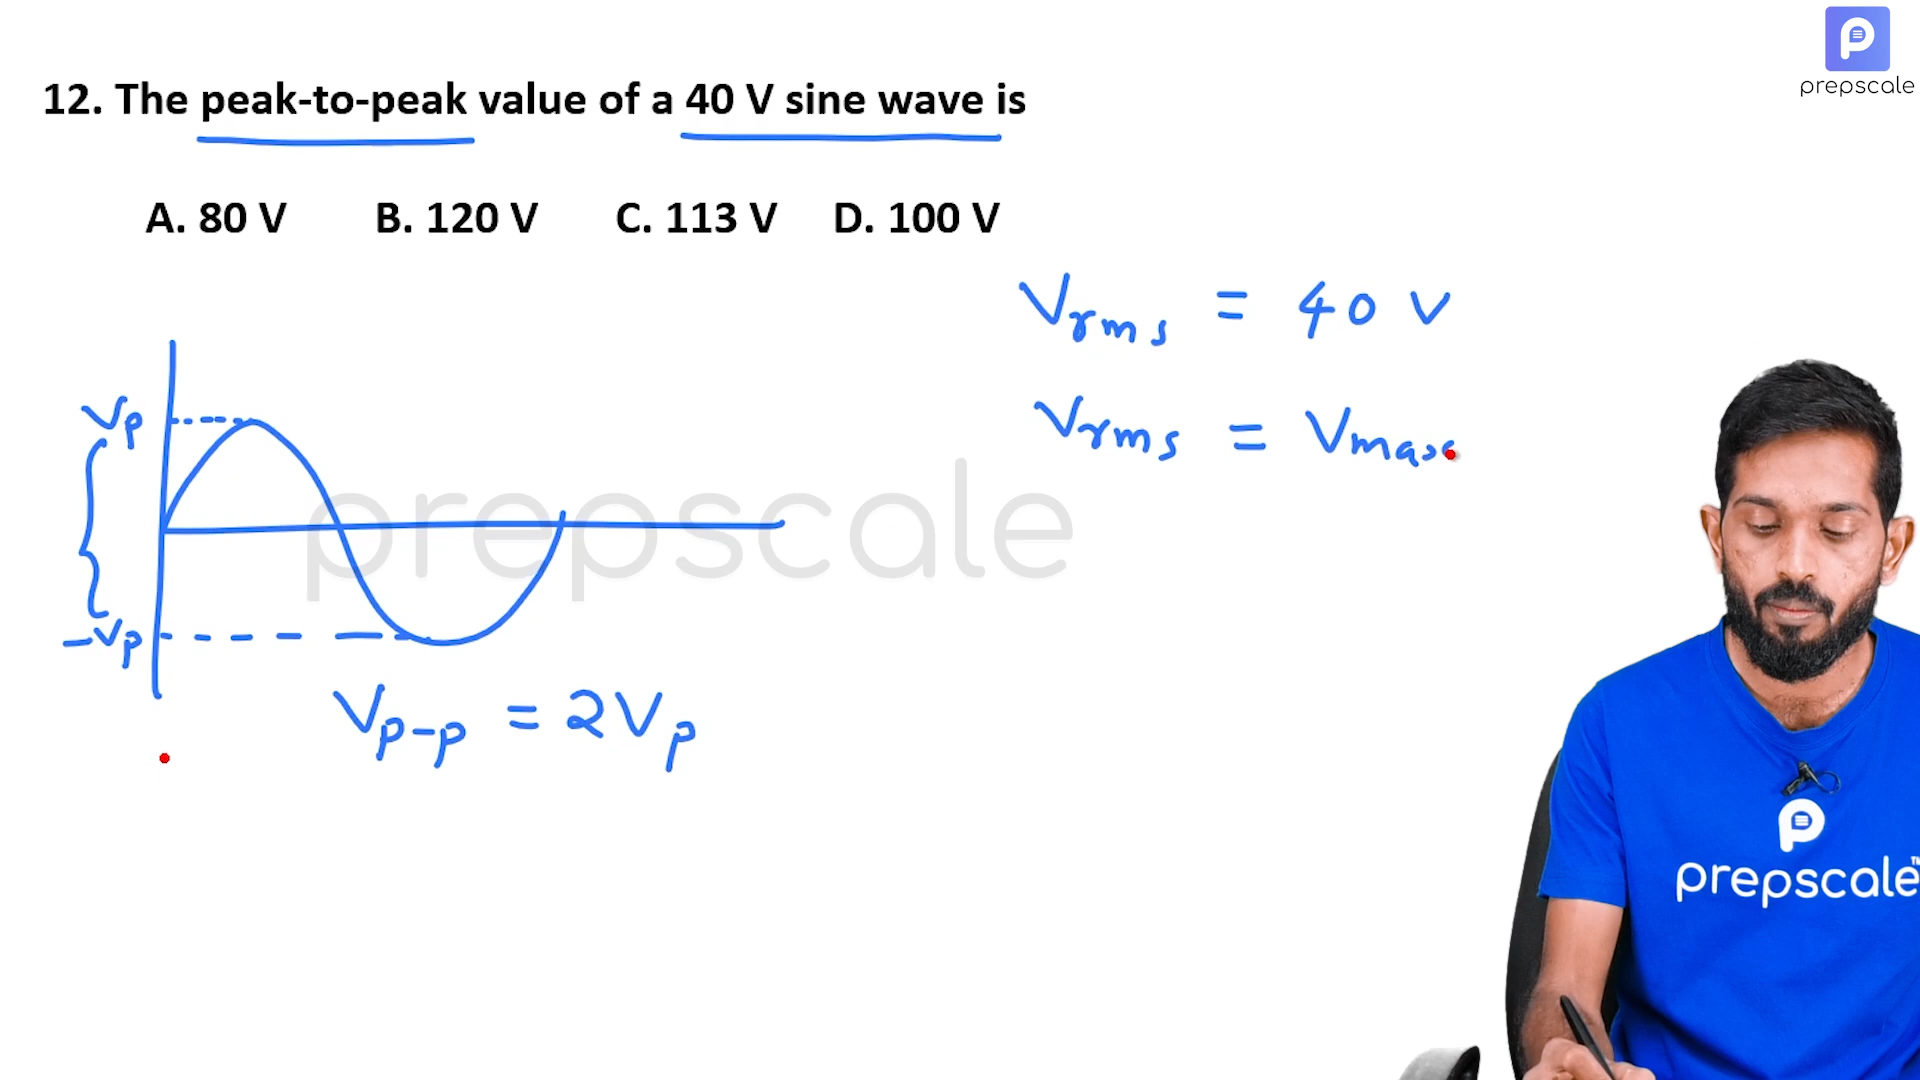 prepscale
12. The peak-to-peak value of a 40 V sine wave is
A. 80 V B. 120 V C. 113 V D. 100 V
Vrms = 40 V
Vrms = Vmax
Vp
-Vp
Vp-p = 2Vp
prepscale
prepscale™